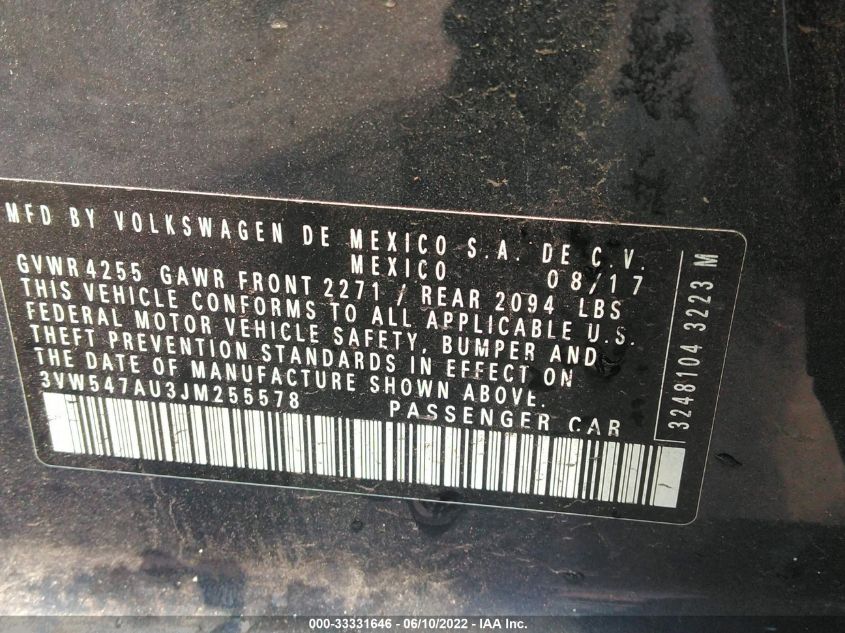 MFD BY VOLKSWAGEN DE MEXICO S.A. DE C.V.
MEXICO 08/17
GVWR 4255 GAWR FRONT 2271 / REAR 2094 LBS
THIS VEHICLE CONFORMS TO ALL APPLICABLE U.S.
FEDERAL MOTOR VEHICLE SAFETY, BUMPER AND
THEFT PREVENTION STANDARDS IN EFFECT ON
THE DATE OF MANUFACTURE SHOWN ABOVE.
3VW547AU3JM255578 PASSENGER CAR
3248104 3223 M
000-33331646 - 06/10/2022 - IAA Inc.